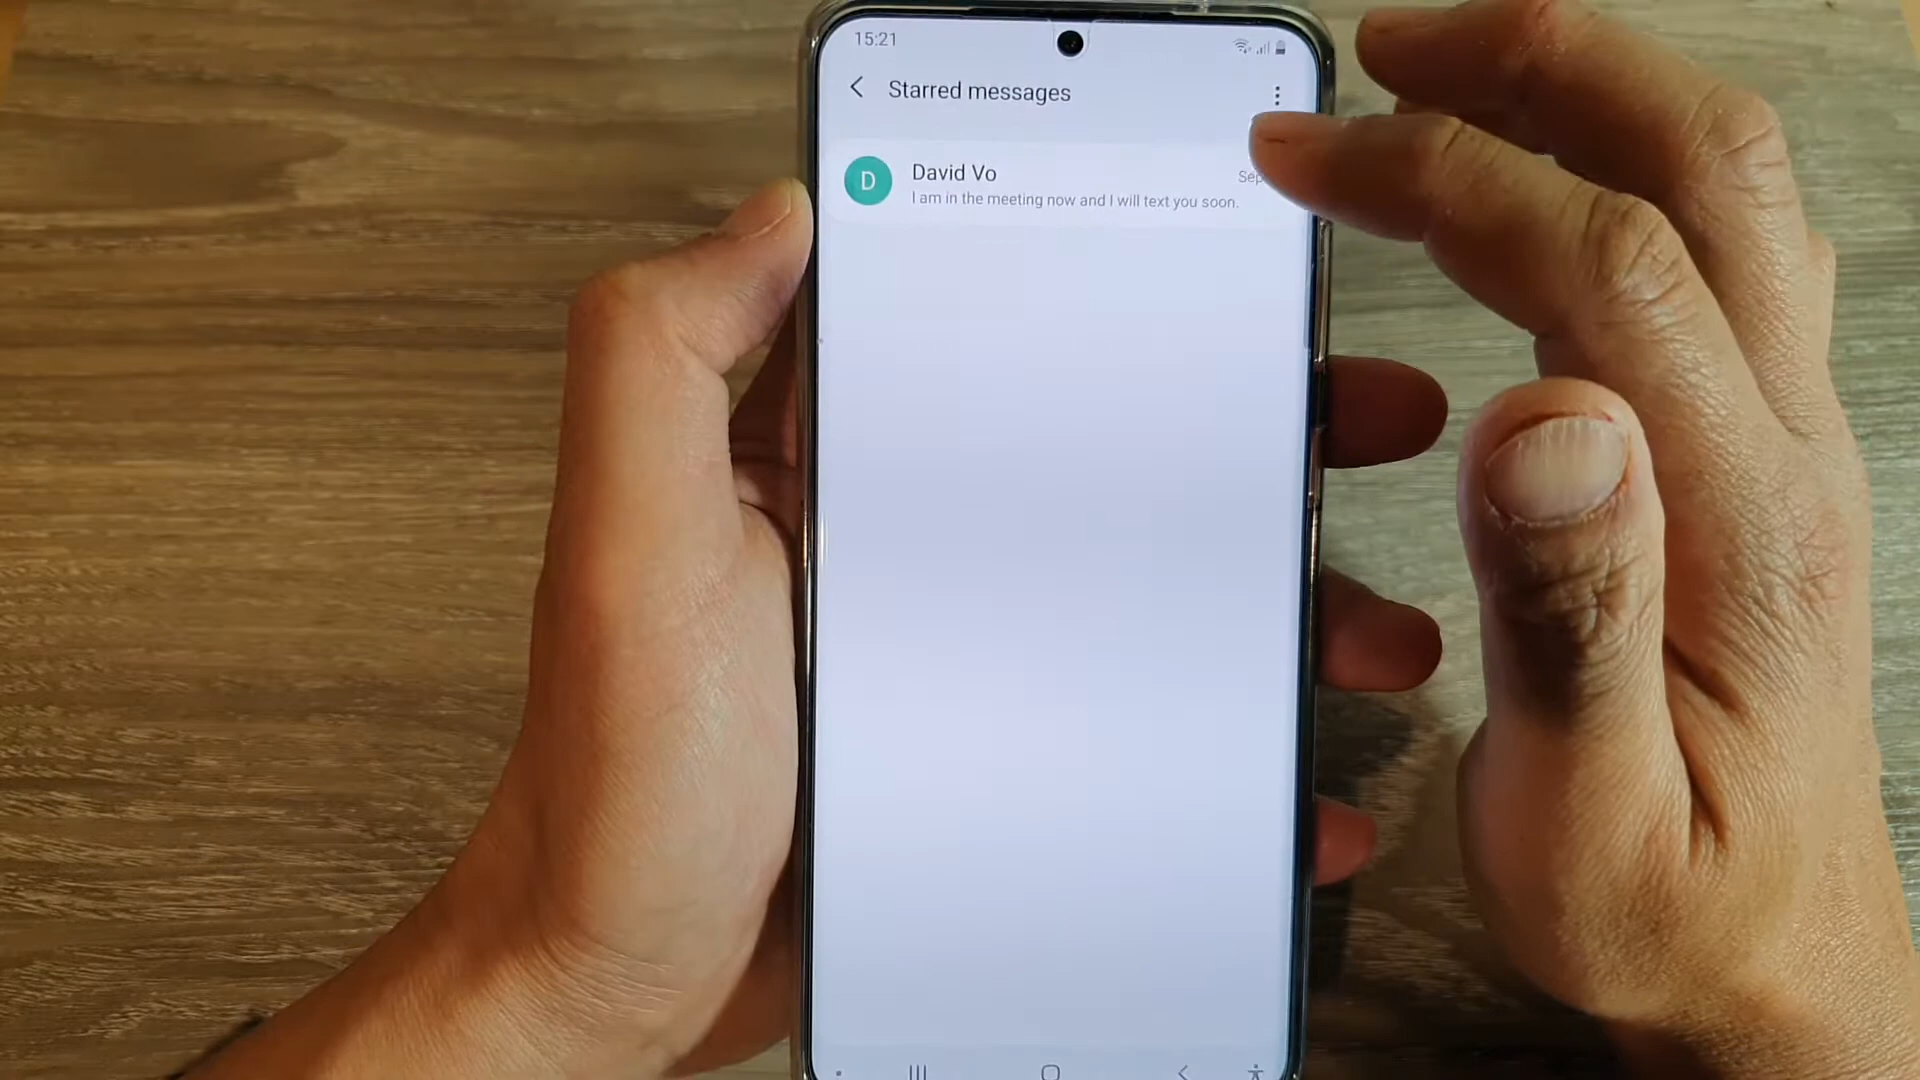 15:21
Starred messages
D
David Vo
Sep
I am in the meeting now and I will text you soon.